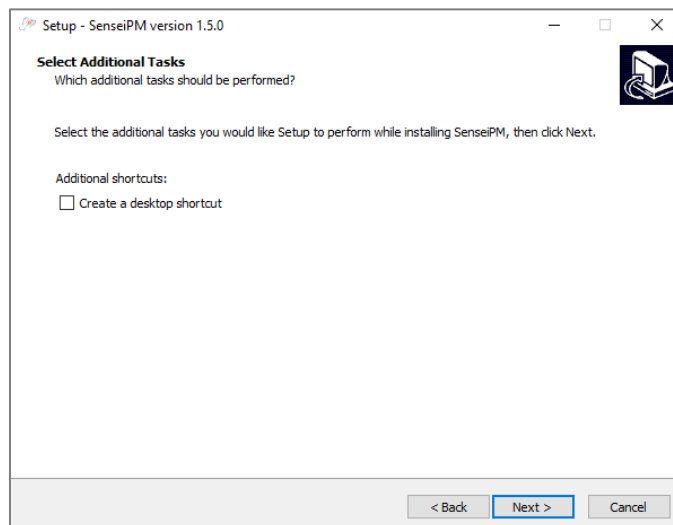 Setup - SenseiPM version 1.5.0
Select Additional Tasks
Which additional tasks should be performed?
Select the additional tasks you would like Setup to perform while installing SenseiPM, then click Next.
Additional shortcuts:
Create a desktop shortcut
< Back Next > Cancel